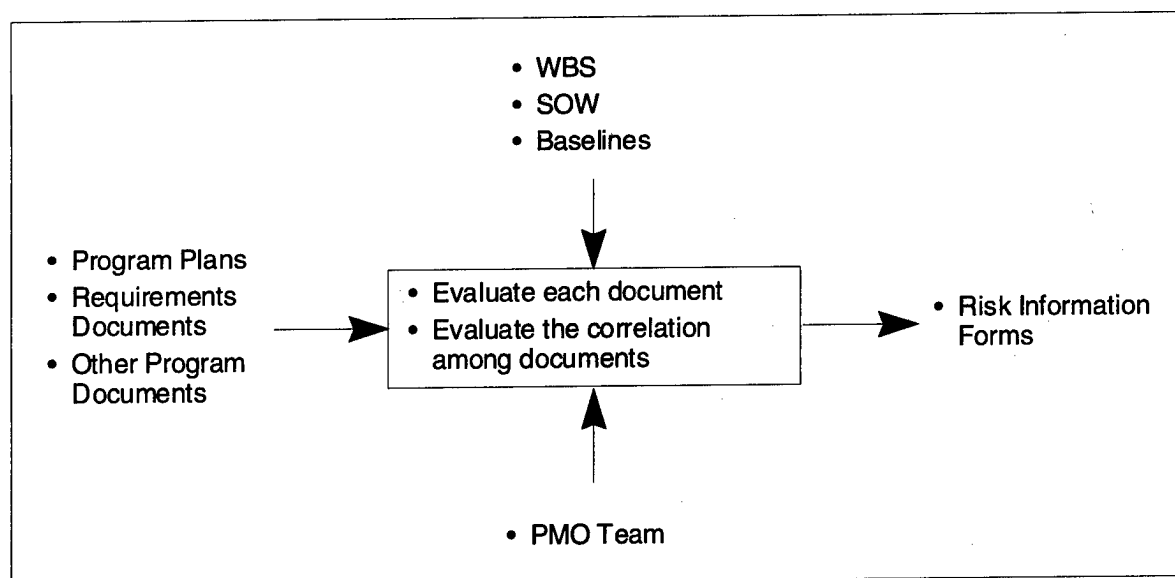 • WBS
• SOW
• Baselines
• Program Plans
• Requirements
Documents
• Other Program
Documents
• Evaluate each document
• Evaluate the correlation
among documents
• Risk Information
Forms
• PMO Team